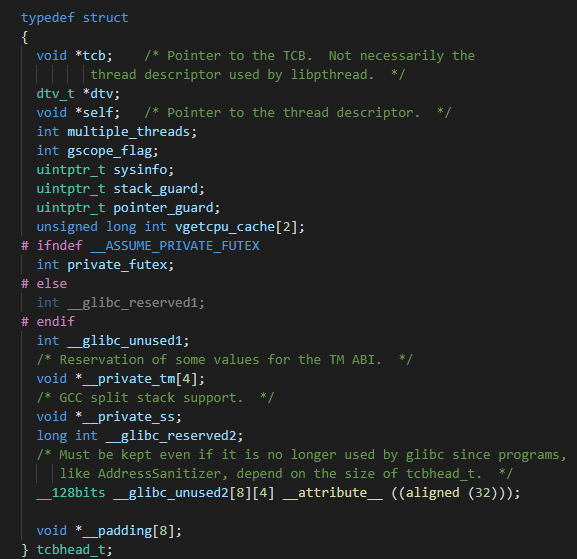 typedef struct
{
  void *tcb;    /* Pointer to the TCB.  Not necessarily the
         thread descriptor used by libpthread.  */
  dtv_t *dtv;
  void *self;   /* Pointer to the thread descriptor.  */
  int multiple_threads;
  int gscope_flag;
  uintptr_t sysinfo;
  uintptr_t stack_guard;
  uintptr_t pointer_guard;
  unsigned long int vgetcpu_cache[2];
# ifndef __ASSUME_PRIVATE_FUTEX
  int private_futex;
# else
  int __glibc_reserved1;
# endif
  int __glibc_unused1;
  /* Reservation of some values for the TM ABI.  */
  void *__private_tm[4];
  /* GCC split stack support.  */
  void *__private_ss;
  long int __glibc_reserved2;
  /* Must be kept even if it is no longer used by glibc since programs,
     like AddressSanitizer, depend on the size of tcbhead_t.  */
  __128bits __glibc_unused2[8][4] __attribute__ ((aligned (32)));

  void *__padding[8];
} tcbhead_t;